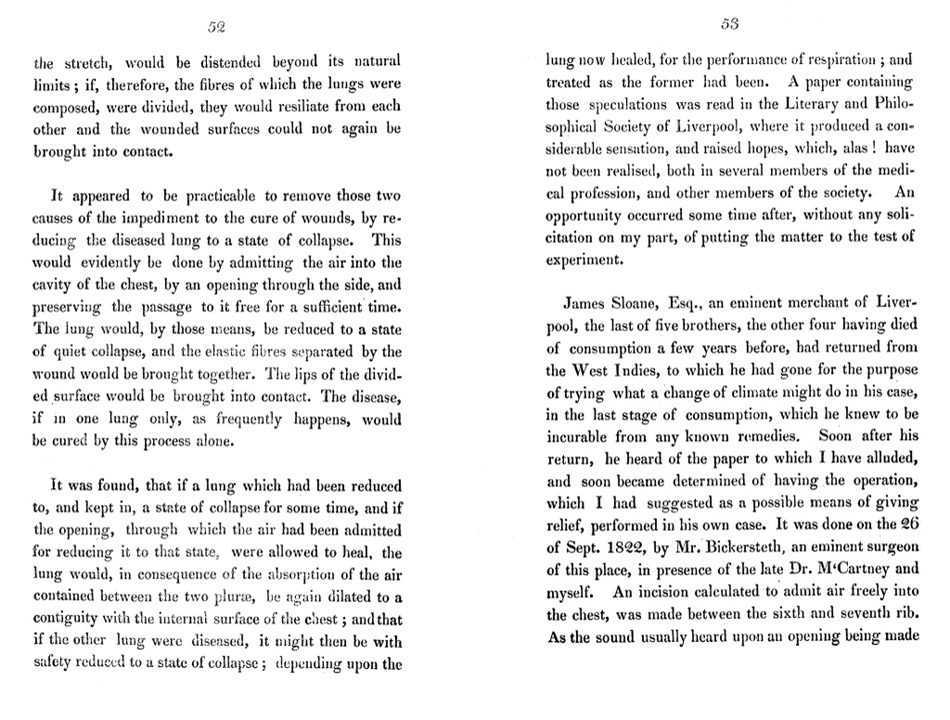 52
the stretch, would be distended beyond its natural
limits; if, therefore, the fibres of which the lungs were
composed, were divided, they would resiliate from each
other and the wounded surfaces could not again be
brought into contact.
It appeared to be practicable to remove those two
causes of the impediment to the cure of wounds, by re-
ducing the diseased lung to a state of collapse. This
would evidently be done by admitting the air into the
cavity of the chest, by an opening through the side, and
preserving the passage to it free for a sufficient time.
The lung would, by those means, be reduced to a state
of quiet collapse, and the elastic fibres separated by the
wound would be brought together. The lips of the divid-
ed surface would be brought into contact. The disease,
if in one lung only, as frequently happens, would
be cured by this process alone.
It was found, that if a lung which had been reduced
to, and kept in, a state of collapse for some time, and if
the opening, through which the air had been admitted
for reducing it to that state, were allowed to heal, the
lung would, in consequence of the absorption of the air
contained between the two pluræ, be again dilated to a
contiguity with the internal surface of the chest; and that
if the other lung were diseased, it might then be with
safety reduced to a state of collapse; depending upon the
53
lung now healed, for the performance of respiration; and
treated as the former had been. A paper containing
those speculations was read in the Literary and Philo-
sophical Society of Liverpool, where it produced a con-
siderable sensation, and raised hopes, which, alas! have
not been realised, both in several members of the medi-
cal profession, and other members of the society. An
opportunity occurred some time after, without any soli-
citation on my part, of putting the matter to the test of
experiment.
James Sloane, Esq., an eminent merchant of Liver-
pool, the last of five brothers, the other four having died
of consumption a few years before, had returned from
the West Indies, to which he had gone for the purpose
of trying what a change of climate might do in his case,
in the last stage of consumption, which he knew to be
incurable from any known remedies. Soon after his
return, he heard of the paper to which I have alluded,
and soon became determined of having the operation,
which I had suggested as a possible means of giving
relief, performed in his own case. It was done on the 26
of Sept. 1822, by Mr. Bickersteth, an eminent surgeon
of this place, in presence of the late Dr. M‘Cartney and
myself. An incision calculated to admit air freely into
the chest, was made between the sixth and seventh rib.
As the sound usually heard upon an opening being made